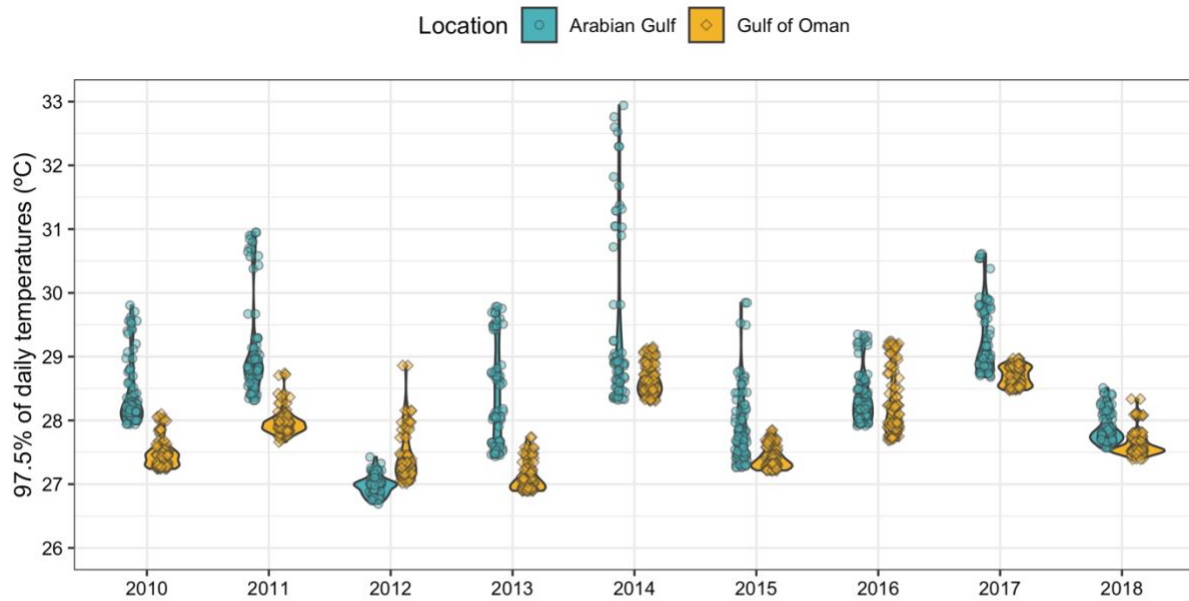 Location Arabian Gulf Gulf of Oman
97.5% of daily temperatures (ºC)
33
32
31
30
29
28
27
26
2010 2011 2012 2013 2014 2015 2016 2017 2018